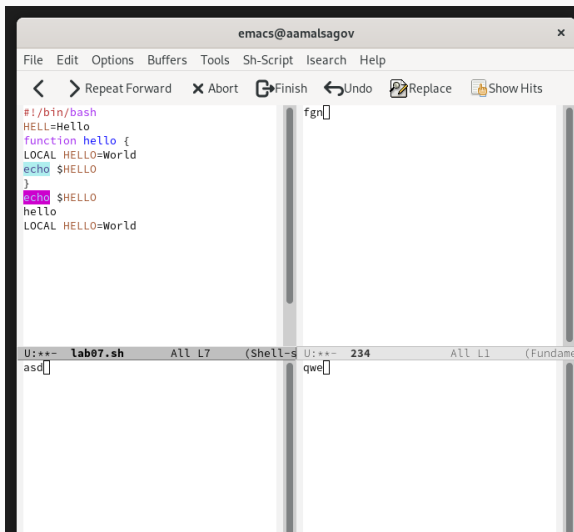 emacs@aamalsagov
×
File Edit Options Buffers Tools Sh-Script Isearch Help
Repeat Forward Abort Finish Undo Replace Show Hits
#!/bin/bash
HELL=Hello
function hello {
LOCAL HELLO=World
echo $HELLO
}
echo $HELLO
hello
LOCAL HELLO=World
U:**- lab07.sh All L7 (Shell-s
fgn
U:**- 234 All L1 (Fundame
asd
qwe